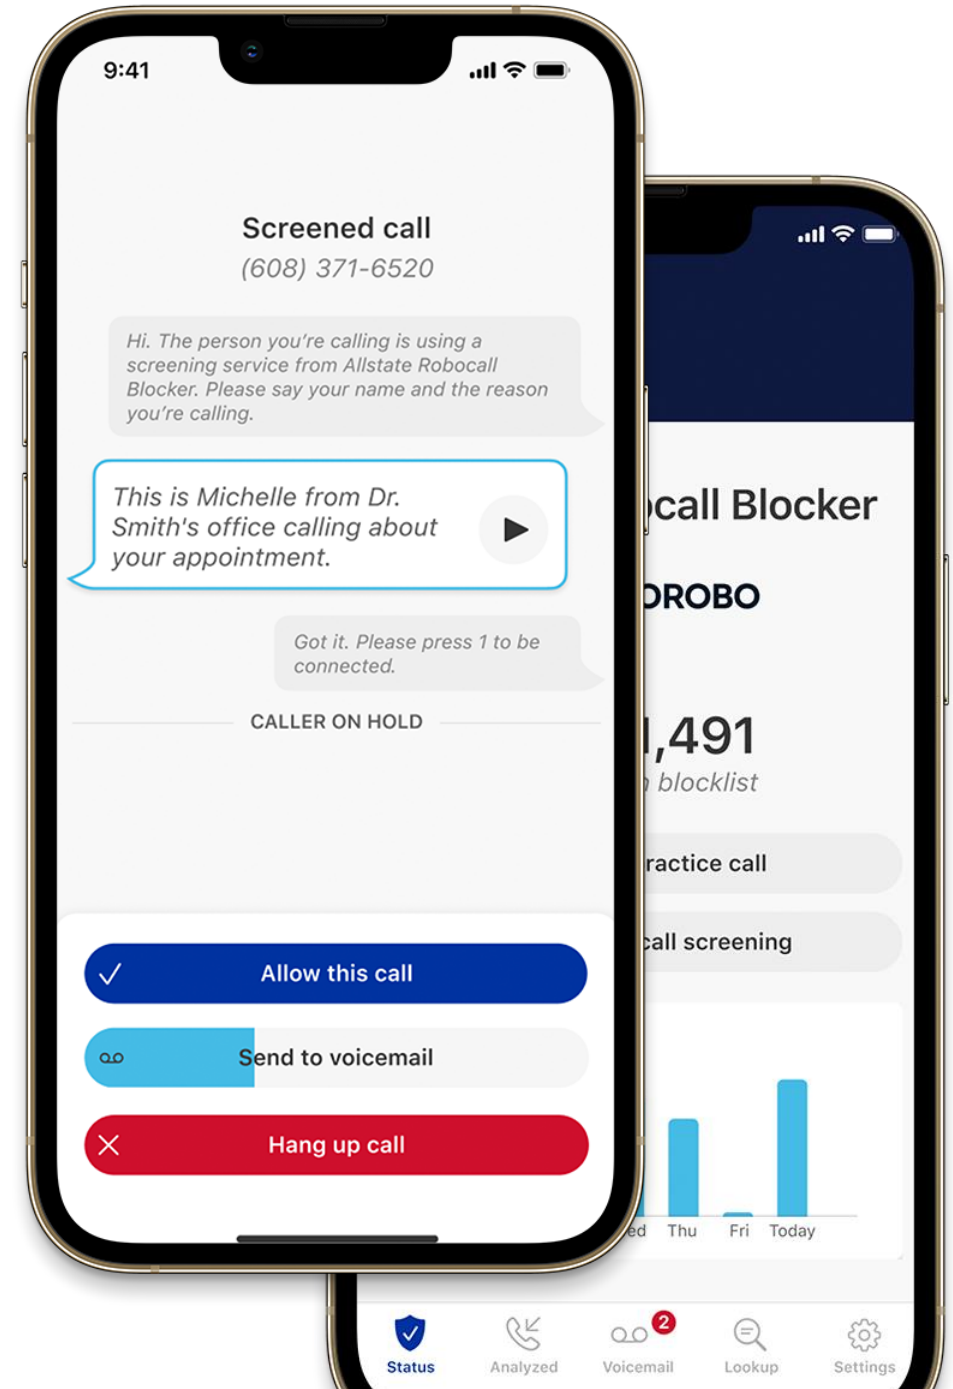 9:41
Screened call
(608) 371-6520
Hi. The person you're calling is using a
screening service from Allstate Robocall
Blocker. Please say your name and the reason
you're calling.
This is Michelle from Dr.
Smith's office calling about
your appointment.
Got it. Please press 1 to be
connected.
CALLER ON HOLD
Allow this call
Send to voicemail
Hang up call
ocall Blocker
OROBO
,491
blocklist
ractice call
call screening
ed Thu Fri Today
2
Status Analyzed Voicemail Lookup Settings